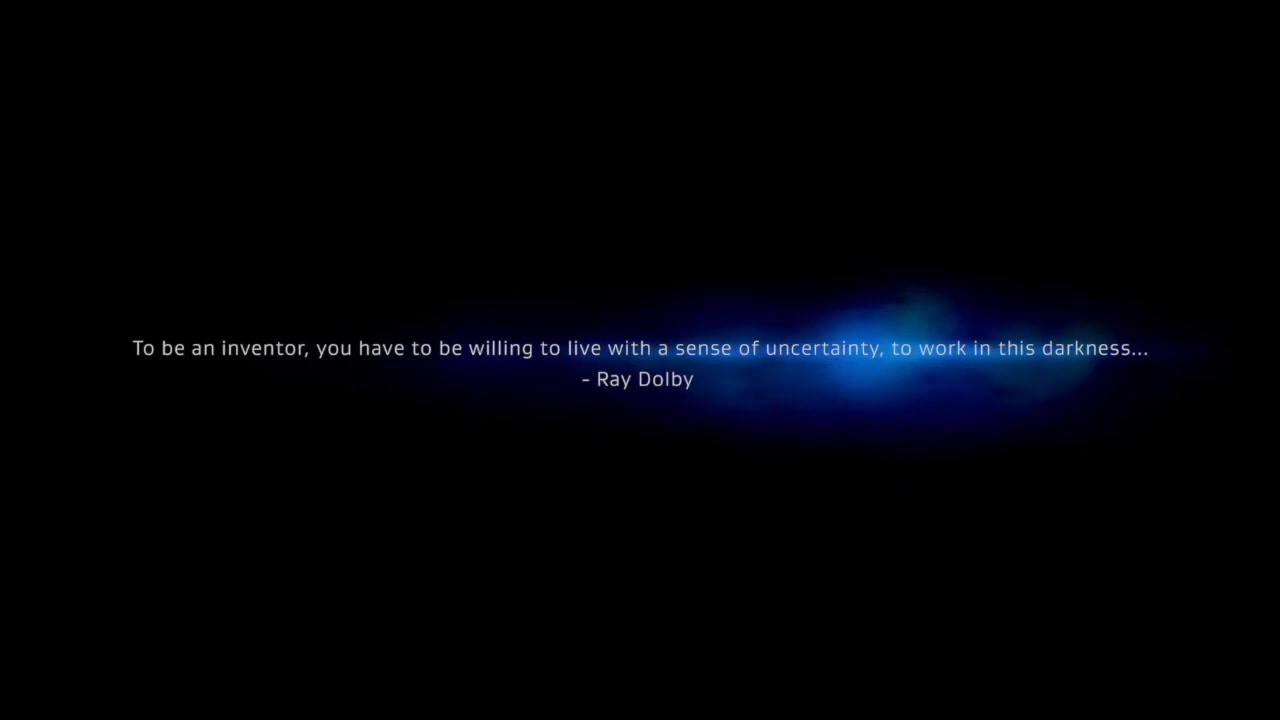 To be an inventor, you have to be willing to live with a sense of uncertainty, to work in this darkness...
- Ray Dolby